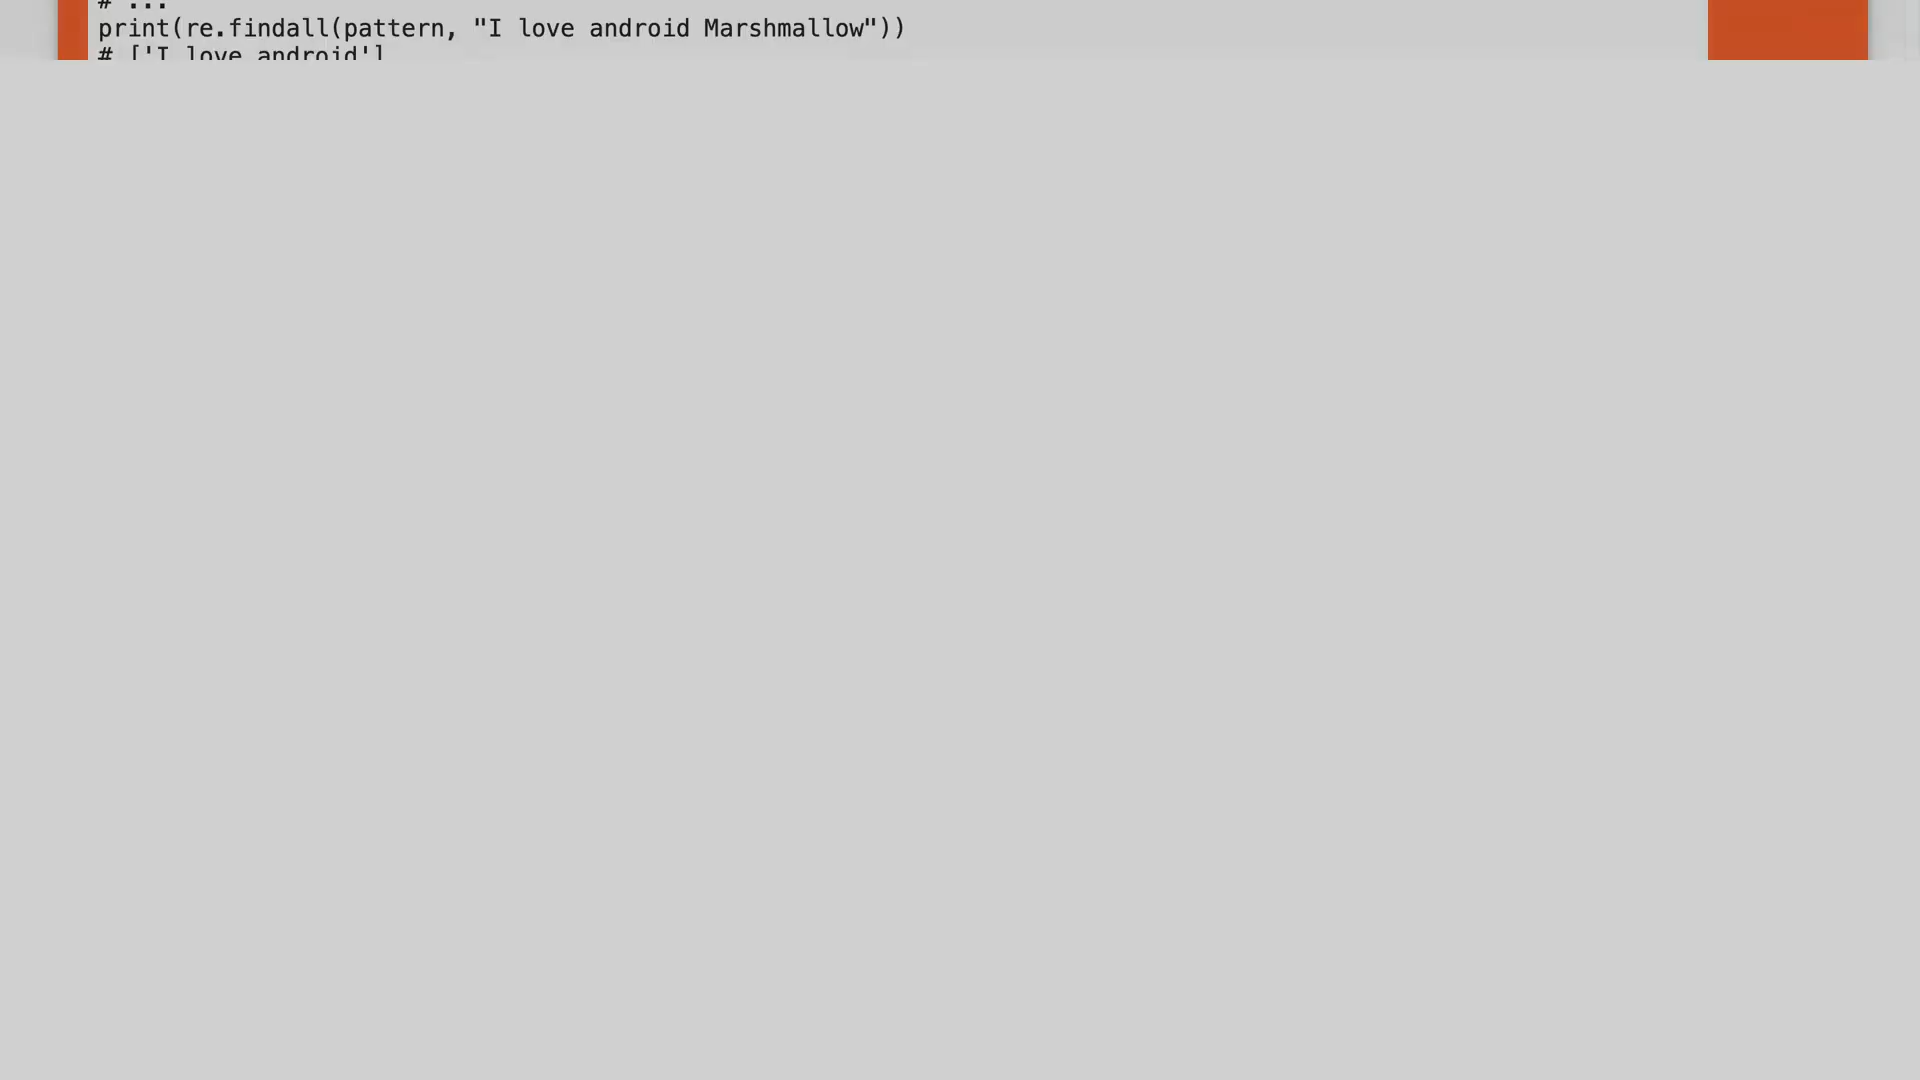 # ...
print(re.findall(pattern, "I love android Marshmallow"))
# ['I love android']